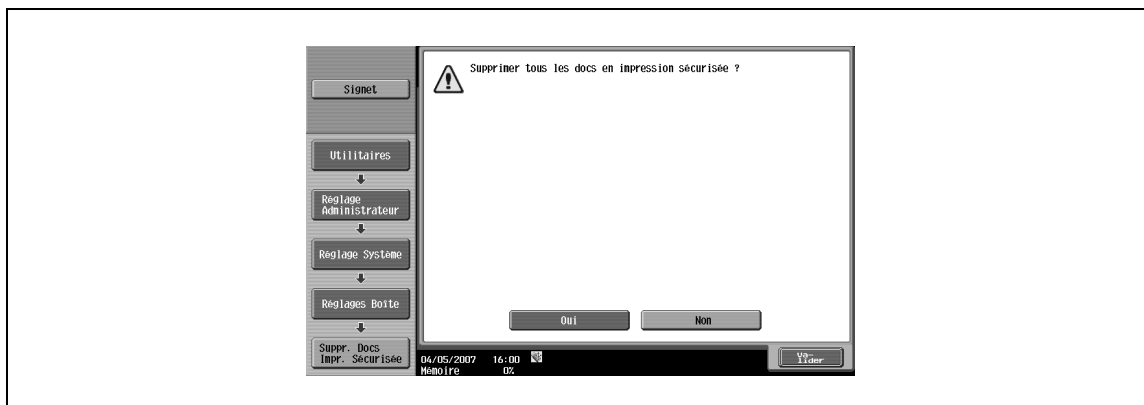 Signet
Supprimer tous les docs en impression sécurisée ?
Utilitaires
Réglage
Administrateur
Réglage Système
Réglages Boîte
Suppr. Docs
Impr. Sécurisée
Oui
Non
04/05/2007 16:00
Mémoire 0%
Va-
lider